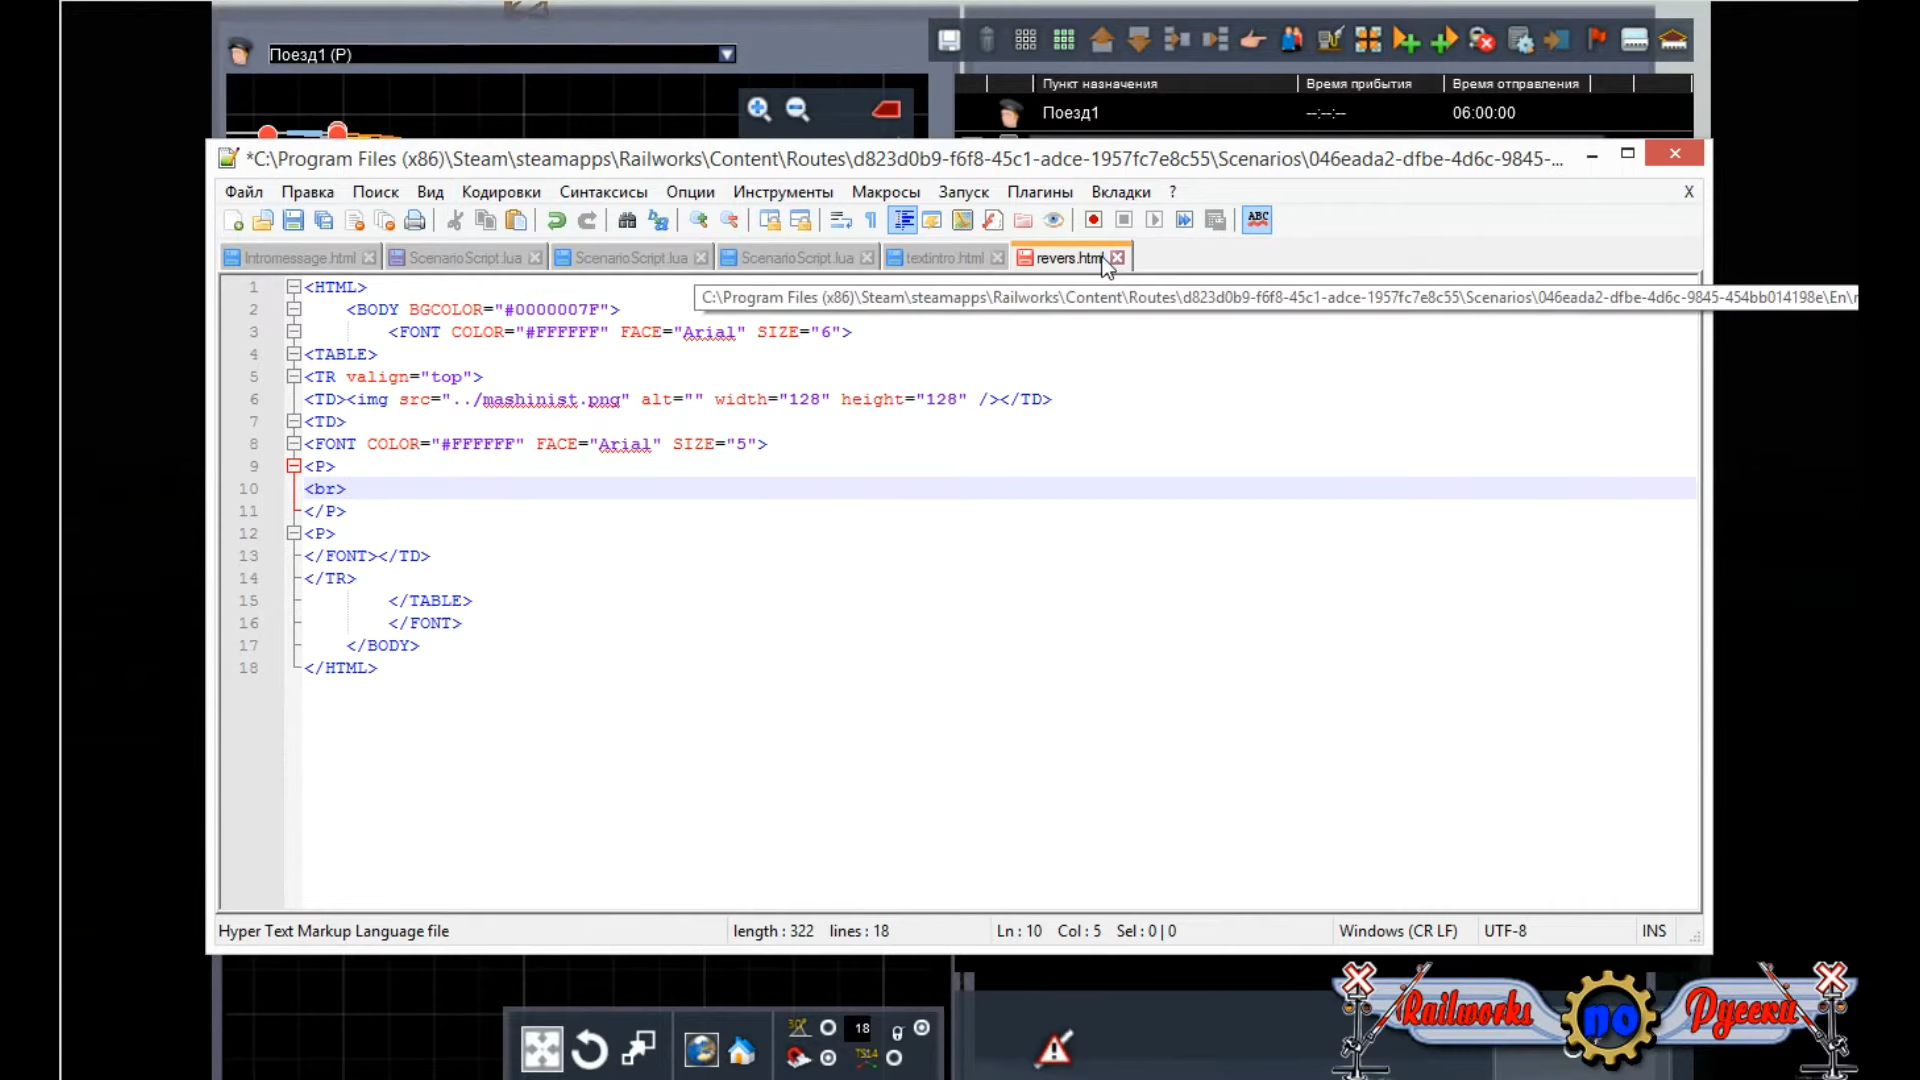 Поезд1 (P)
Пункт назначения
Время прибытия
Время отправления
Поезд1
--:--:--
06:00:00
*C:\Program Files (x86)\Steam\steamapps\Railworks\Content\Routes\d823d0b9-f6f8-45c1-adce-1957fc7e8c55\Scenarios\046eada2-dfbe-4d6c-9845-...
Файл Правка Поиск Вид Кодировки Синтаксисы Опции Инструменты Макросы Запуск Плагины Вкладки ? X
ABC
Intromessage.html ScenarioScript.lua ScenarioScript.lua ScenarioScript.lua textintro.html revers.html
C:\Program Files (x86)\Steam\steamapps\Railworks\Content\Routes\d823d0b9-f6f8-45c1-adce-1957fc7e8c55\Scenarios\046eada2-dfbe-4d6c-9845-454bb014198e\En\r
1 <HTML>
2 <BODY BGCOLOR="#0000007F">
3 <FONT COLOR="#FFFFFF" FACE="Arial" SIZE="6">
4 <TABLE>
5 <TR valign="top">
6 <TD><img src="../mashinist.png" alt="" width="128" height="128" /></TD>
7 <TD>
8 <FONT COLOR="#FFFFFF" FACE="Arial" SIZE="5">
9 <P>
10 <br>
11 </P>
12 <P>
13 </FONT></TD>
14 </TR>
15 </TABLE>
16 </FONT>
17 </BODY>
18 </HTML>
Hyper Text Markup Language file
length : 322 lines : 18
Ln : 10 Col : 5 Sel : 0 | 0
Windows (CR LF)
UTF-8
INS
18
TS14
Railworks по Русски